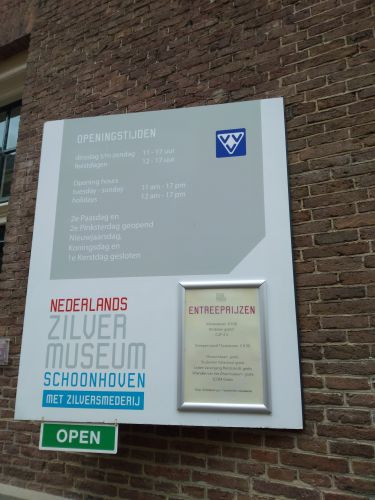 OPENINGSTIJDEN
dinsdag t/m zondag 11 - 17 uur
feestdagen 12 - 17 uur
Opening hours
tuesday - sunday 11 am - 17 pm
holidays 12 am - 17 pm
2e Paasdag en
2e Pinksterdag geopend
Nieuwjaarsdag,
Koningsdag en
1e Kerstdag gesloten
VVV
NEDERLANDS
ZILVER
MUSEUM
SCHOONHOVEN
MET ZILVERSMEDERIJ
ENTREEPRIJZEN
OPEN